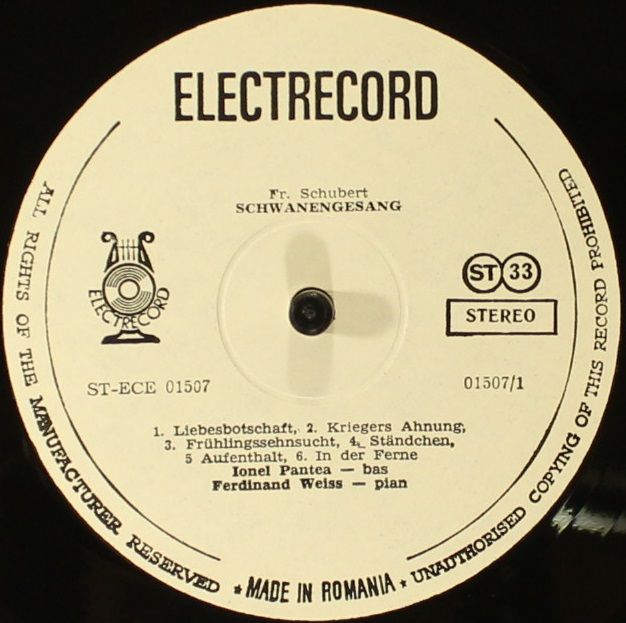 ELECTRECORD
Fr. Schubert
SCHWANENGESANG
ELECTRECORD
ST 33
STEREO
ST-ECE 01507
01507/1
1. Liebesbotschaft, 2. Kriegers Ahnung,
3. Frühlingssehnsucht, 4. Ständchen,
5 Aufenthalt, 6. In der Ferne
Ionel Pantea — bas
Ferdinand Weiss — pian
ALL RIGHTS OF THE MANUFACTURER RESERVED ★ MADE IN ROMANIA ★ UNAUTHORISED COPYING OF THIS RECORD PROHIBITED